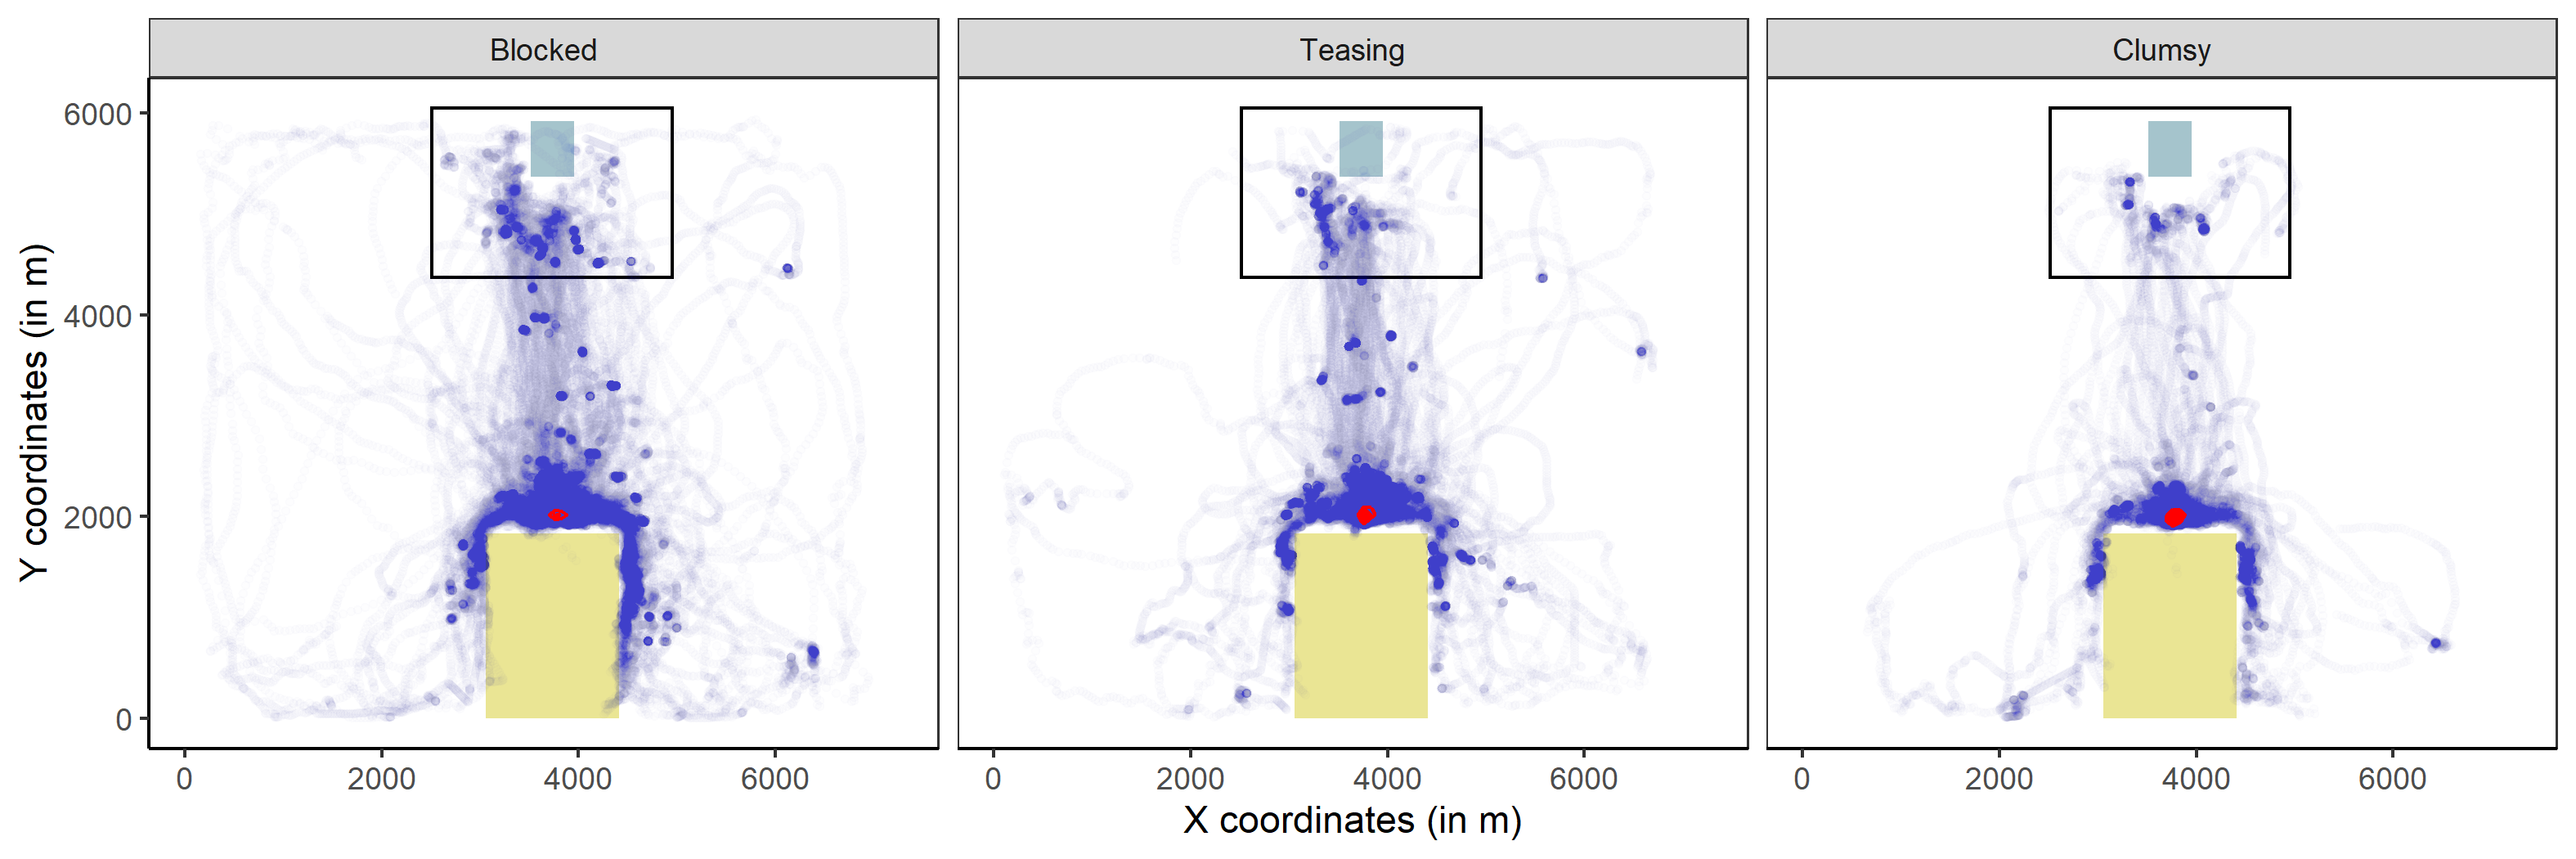 Blocked Teasing Clumsy
Y coordinates (in m)
6000
4000
2000
0
0 2000 4000 6000 0 2000 4000 6000 0 2000 4000 6000
X coordinates (in m)